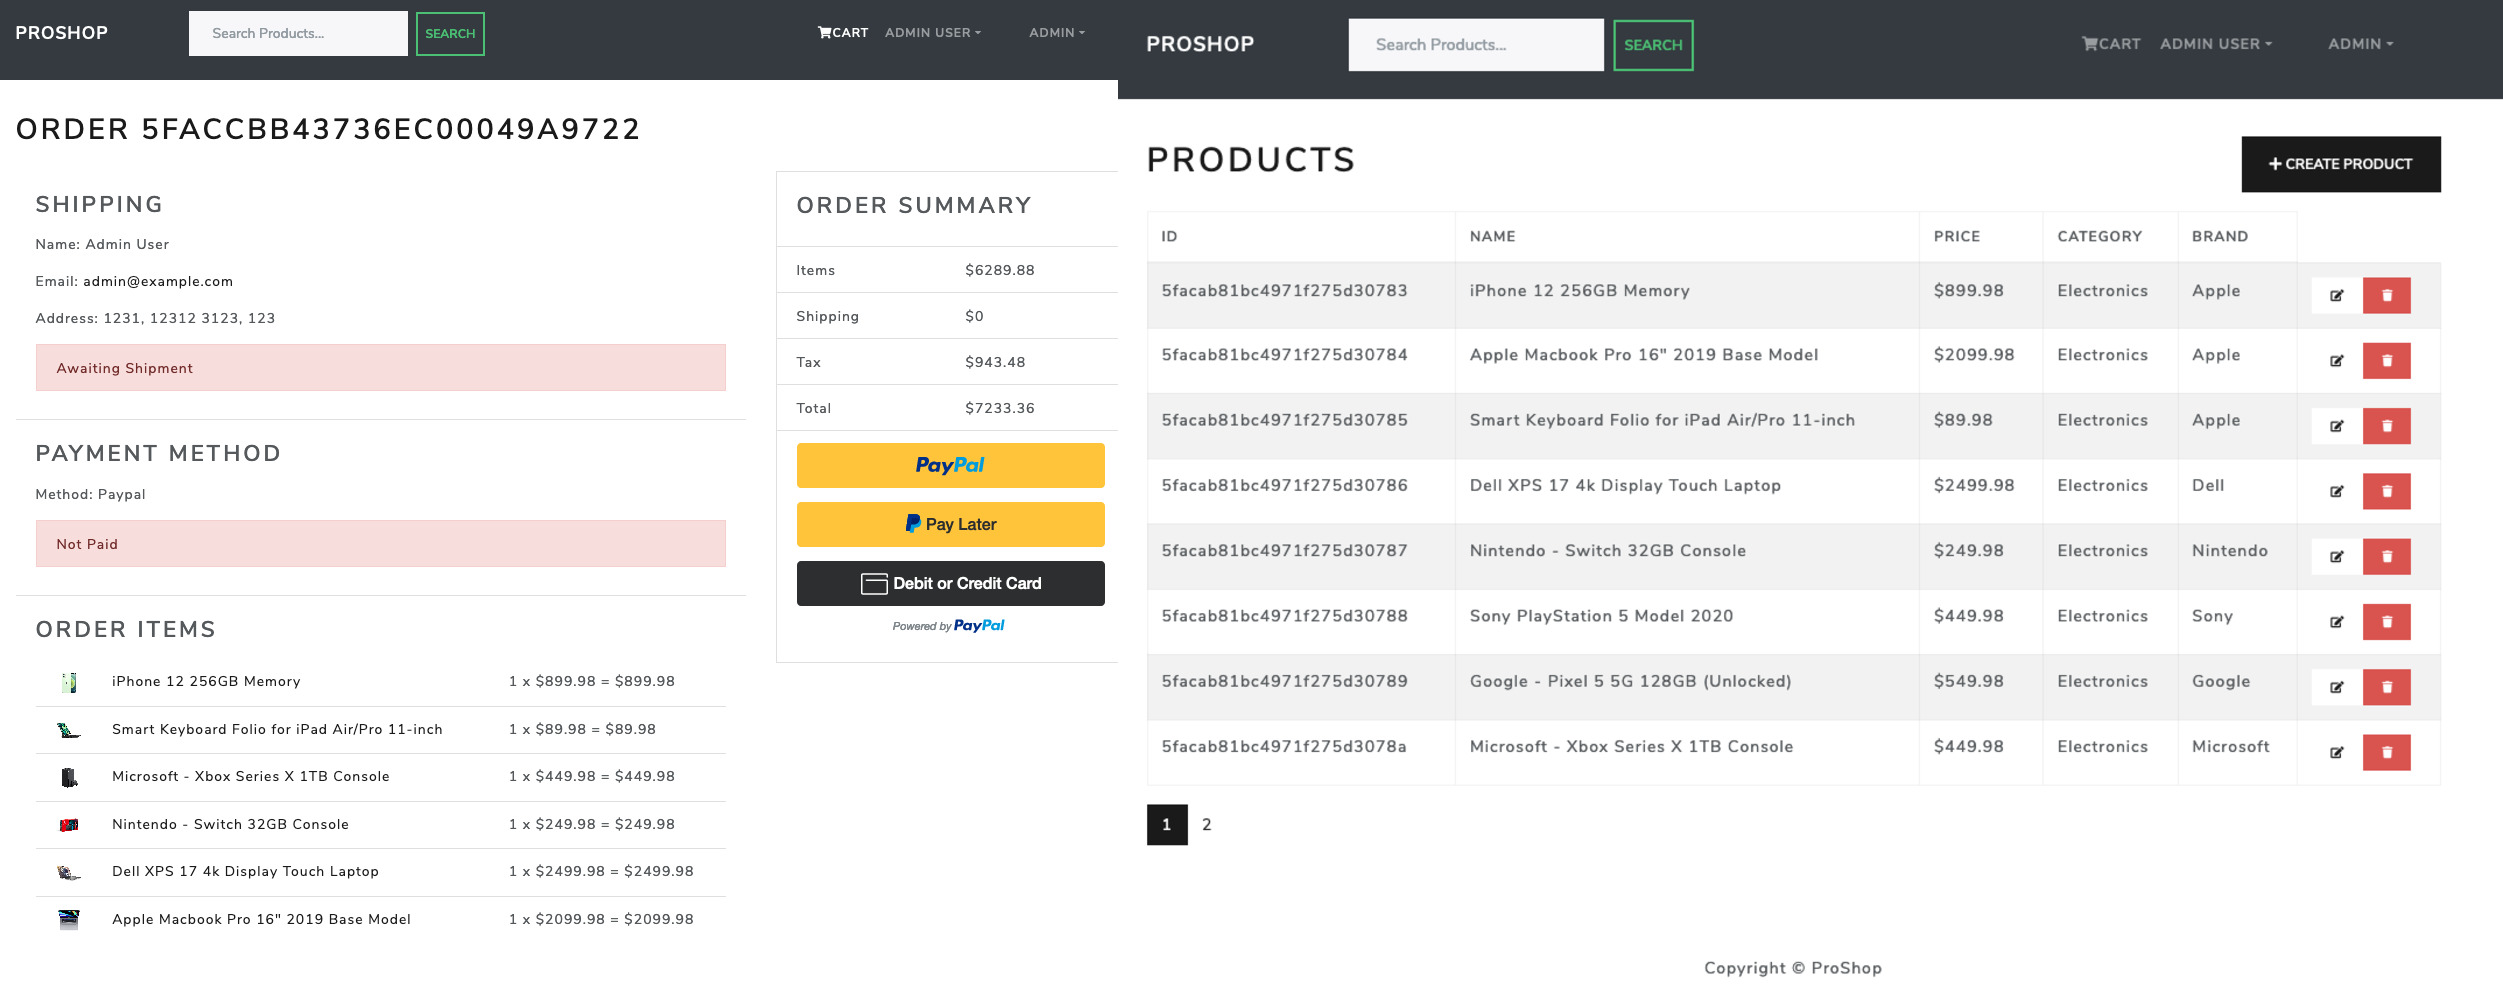 PROSHOP Search Products... SEARCH CART ADMIN USER ADMIN
ORDER 5FACCBB43736EC00049A9722
SHIPPING
Name: Admin User
Email: admin@example.com
Address: 1231, 12312 3123, 123
Awaiting Shipment
PAYMENT METHOD
Method: Paypal
Not Paid
ORDER ITEMS
iPhone 12 256GB Memory 1 x $899.98 = $899.98
Smart Keyboard Folio for iPad Air/Pro 11-inch 1 x $89.98 = $89.98
Microsoft - Xbox Series X 1TB Console 1 x $449.98 = $449.98
Nintendo - Switch 32GB Console 1 x $249.98 = $249.98
Dell XPS 17 4k Display Touch Laptop 1 x $2499.98 = $2499.98
Apple Macbook Pro 16" 2019 Base Model 1 x $2099.98 = $2099.98
ORDER SUMMARY
Items $6289.88
Shipping $0
Tax $943.48
Total $7233.36
PayPal
Pay Later
Debit or Credit Card
Powered by PayPal
PROSHOP Search Products... SEARCH CART ADMIN USER ADMIN
PRODUCTS
+ CREATE PRODUCT
ID NAME PRICE CATEGORY BRAND
5facab81bc4971f275d30783 iPhone 12 256GB Memory $899.98 Electronics Apple
5facab81bc4971f275d30784 Apple Macbook Pro 16" 2019 Base Model $2099.98 Electronics Apple
5facab81bc4971f275d30785 Smart Keyboard Folio for iPad Air/Pro 11-inch $89.98 Electronics Apple
5facab81bc4971f275d30786 Dell XPS 17 4k Display Touch Laptop $2499.98 Electronics Dell
5facab81bc4971f275d30787 Nintendo - Switch 32GB Console $249.98 Electronics Nintendo
5facab81bc4971f275d30788 Sony PlayStation 5 Model 2020 $449.98 Electronics Sony
5facab81bc4971f275d30789 Google - Pixel 5 5G 128GB (Unlocked) $549.98 Electronics Google
5facab81bc4971f275d3078a Microsoft - Xbox Series X 1TB Console $449.98 Electronics Microsoft
1 2
Copyright © ProShop